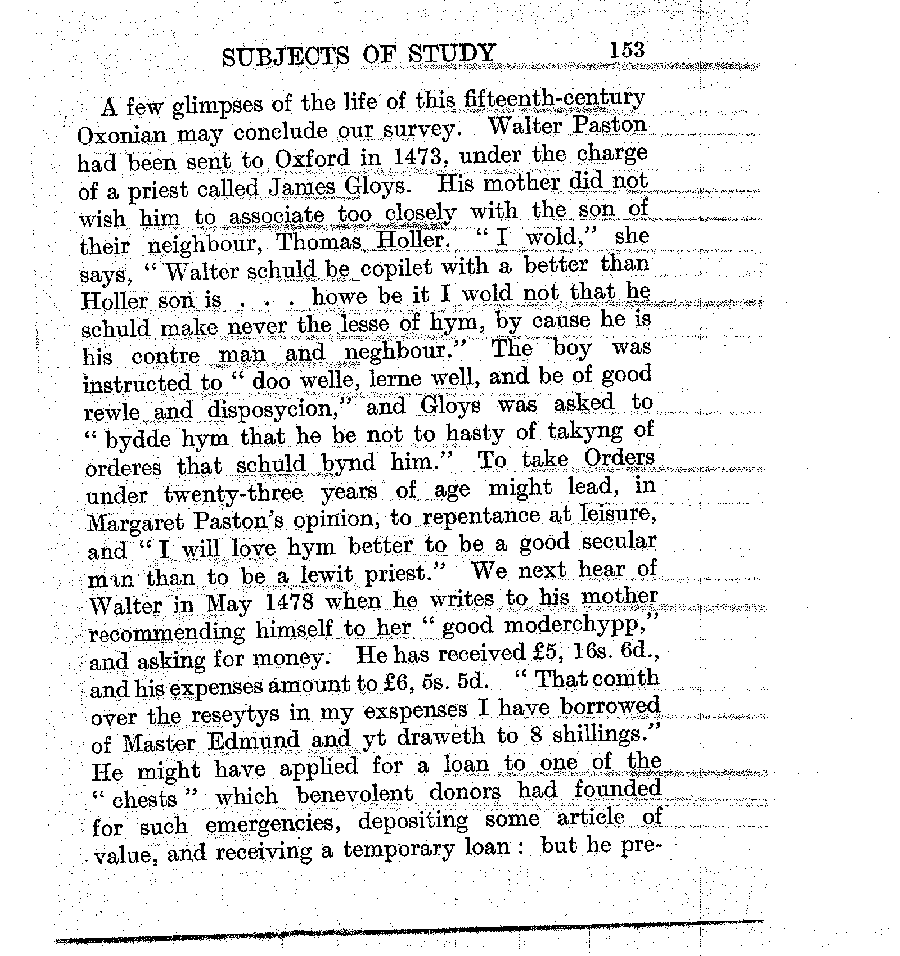 SUBJECTS OF STUDY 153
A few glimpses of the life of this fifteenth-century
Oxonian may conclude our survey. Walter Paston
had been sent to Oxford in 1473, under the charge
of a priest called James Gloys. His mother did not
wish him to associate too closely with the son of
their neighbour, Thomas Holler. “ I wold,” she
says, “ Walter schuld be copilet with a better than
Holler son is . . . howe be it I wold not that he
schuld make never the lesse of hym, by cause he is
his contre man and neghbour.” The boy was
instructed to “ doo welle, lerne well, and be of good
rewle and disposycion,” and Gloys was asked to
“ bydde hym that he be not to hasty of takyng of
orderes that schuld bynd him.” To take Orders
under twenty-three years of age might lead, in
Margaret Paston's opinion, to repentance at leisure,
and “ I will love hym better to be a good secular
man than to be a lewit priest.” We next hear of
Walter in May 1478 when he writes to his mother
recommending himself to her “ good moderchypp,”
and asking for money. He has received £5, 16s. 6d.,
and his expenses amount to £6, 5s. 5d. “ That comth
over the reseytys in my exspenses I have borrowed
of Master Edmund and yt draweth to 8 shillings.”
He might have applied for a loan to one of the
“ chests ” which benevolent donors had founded
for such emergencies, depositing some article of
value, and receiving a temporary loan : but he pre-